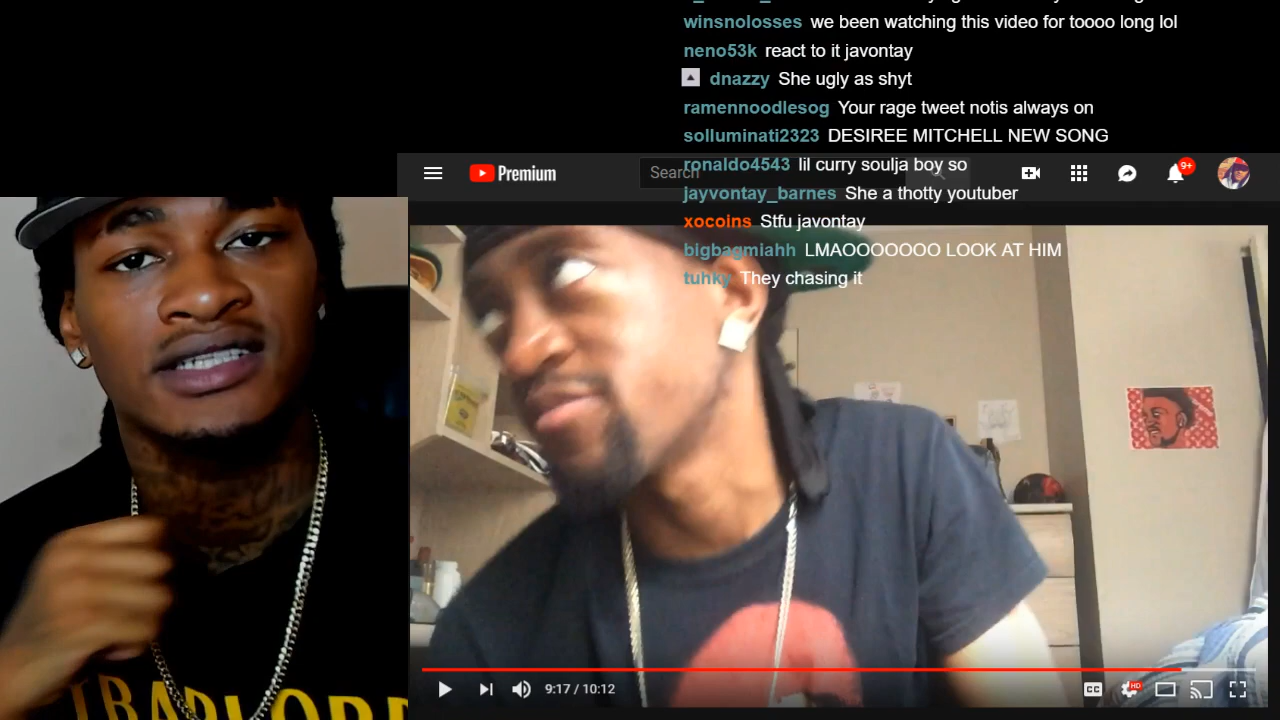 winsnolosses we been watching this video for toooo long lol
neno53k react to it javontay
dnazzy She ugly as shyt
ramennoodlesog Your rage tweet notis always on
solluminati2323 DESIREE MITCHELL NEW SONG
ronaldo4543 lil curry soulja boy so
Premium
Search
9+
jayvontay_barnes She a thotty youtuber
xocoins Stfu javontay
bigbagmiahh LMAOOOOOOO LOOK AT HIM
tuhky They chasing it
9:17 / 10:12
CC
HD
TRAPLORD